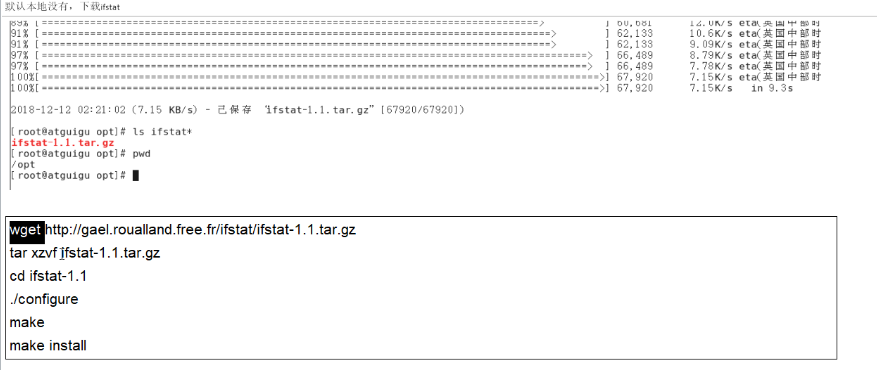 默认本地没有，下载ifstat
89% [======================================================================================> ] 60,681 12.0K/s eta(英国中部时
91% [========================================================================================> ] 62,133 10.6K/s eta(英国中部时
91% [========================================================================================> ] 62,133 9.09K/s eta(英国中部时
97% [==============================================================================================> ] 66,489 8.79K/s eta(英国中部时
97% [==============================================================================================> ] 66,489 7.78K/s eta(英国中部时
100%[================================================================================================>] 67,920 7.15K/s eta(英国中部时
100%[================================================================================================>] 67,920 7.15K/s in 9.3s
2018-12-12 02:21:02 (7.15 KB/s) - 已保存 “ifstat-1.1.tar.gz” [67920/67920])
[root@atguigu opt]# ls ifstat*
ifstat-1.1.tar.gz
[root@atguigu opt]# pwd
/opt
[root@atguigu opt]#
wget http://gael.roualland.free.fr/ifstat/ifstat-1.1.tar.gz
tar xzvf ifstat-1.1.tar.gz
cd ifstat-1.1
./configure
make
make install